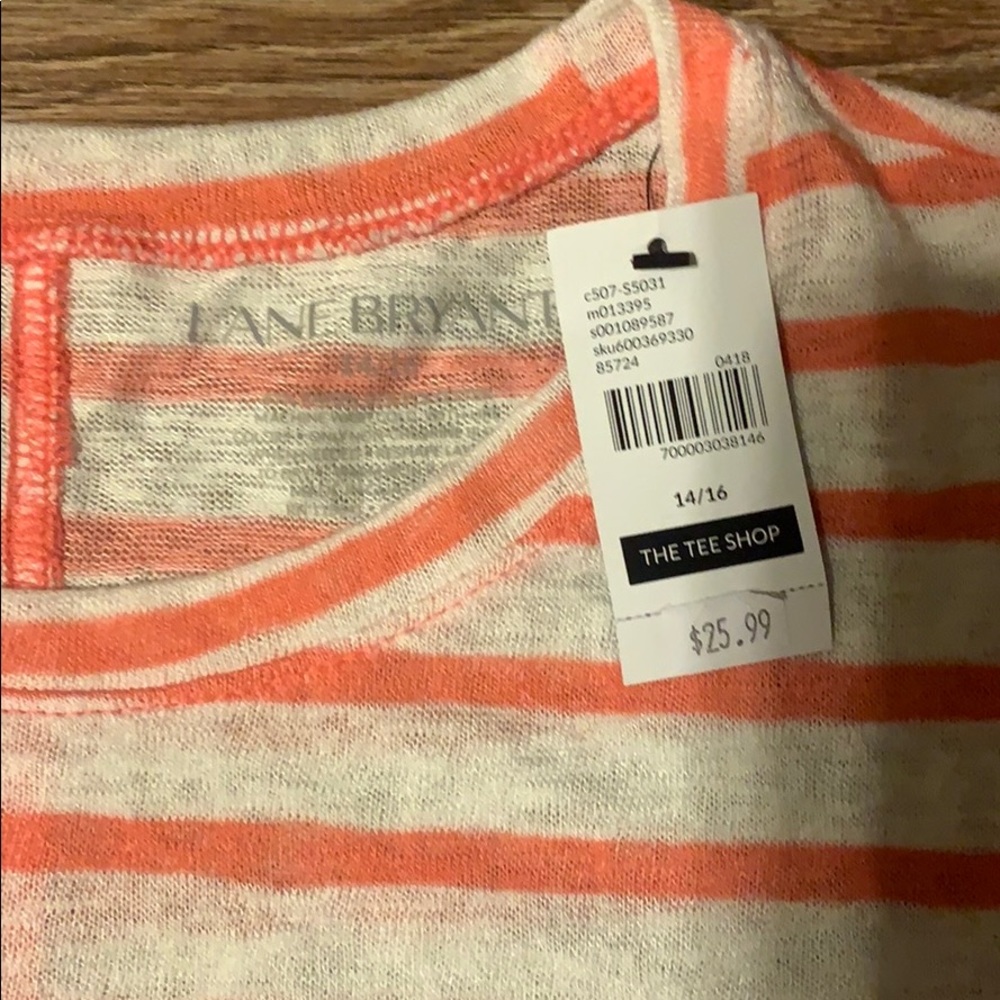 LANE BRYANT
c507-S5031
m013395
s001089587
sku600369330
85724
0418
700003038146
14/16
THE TEE SHOP
$25.99